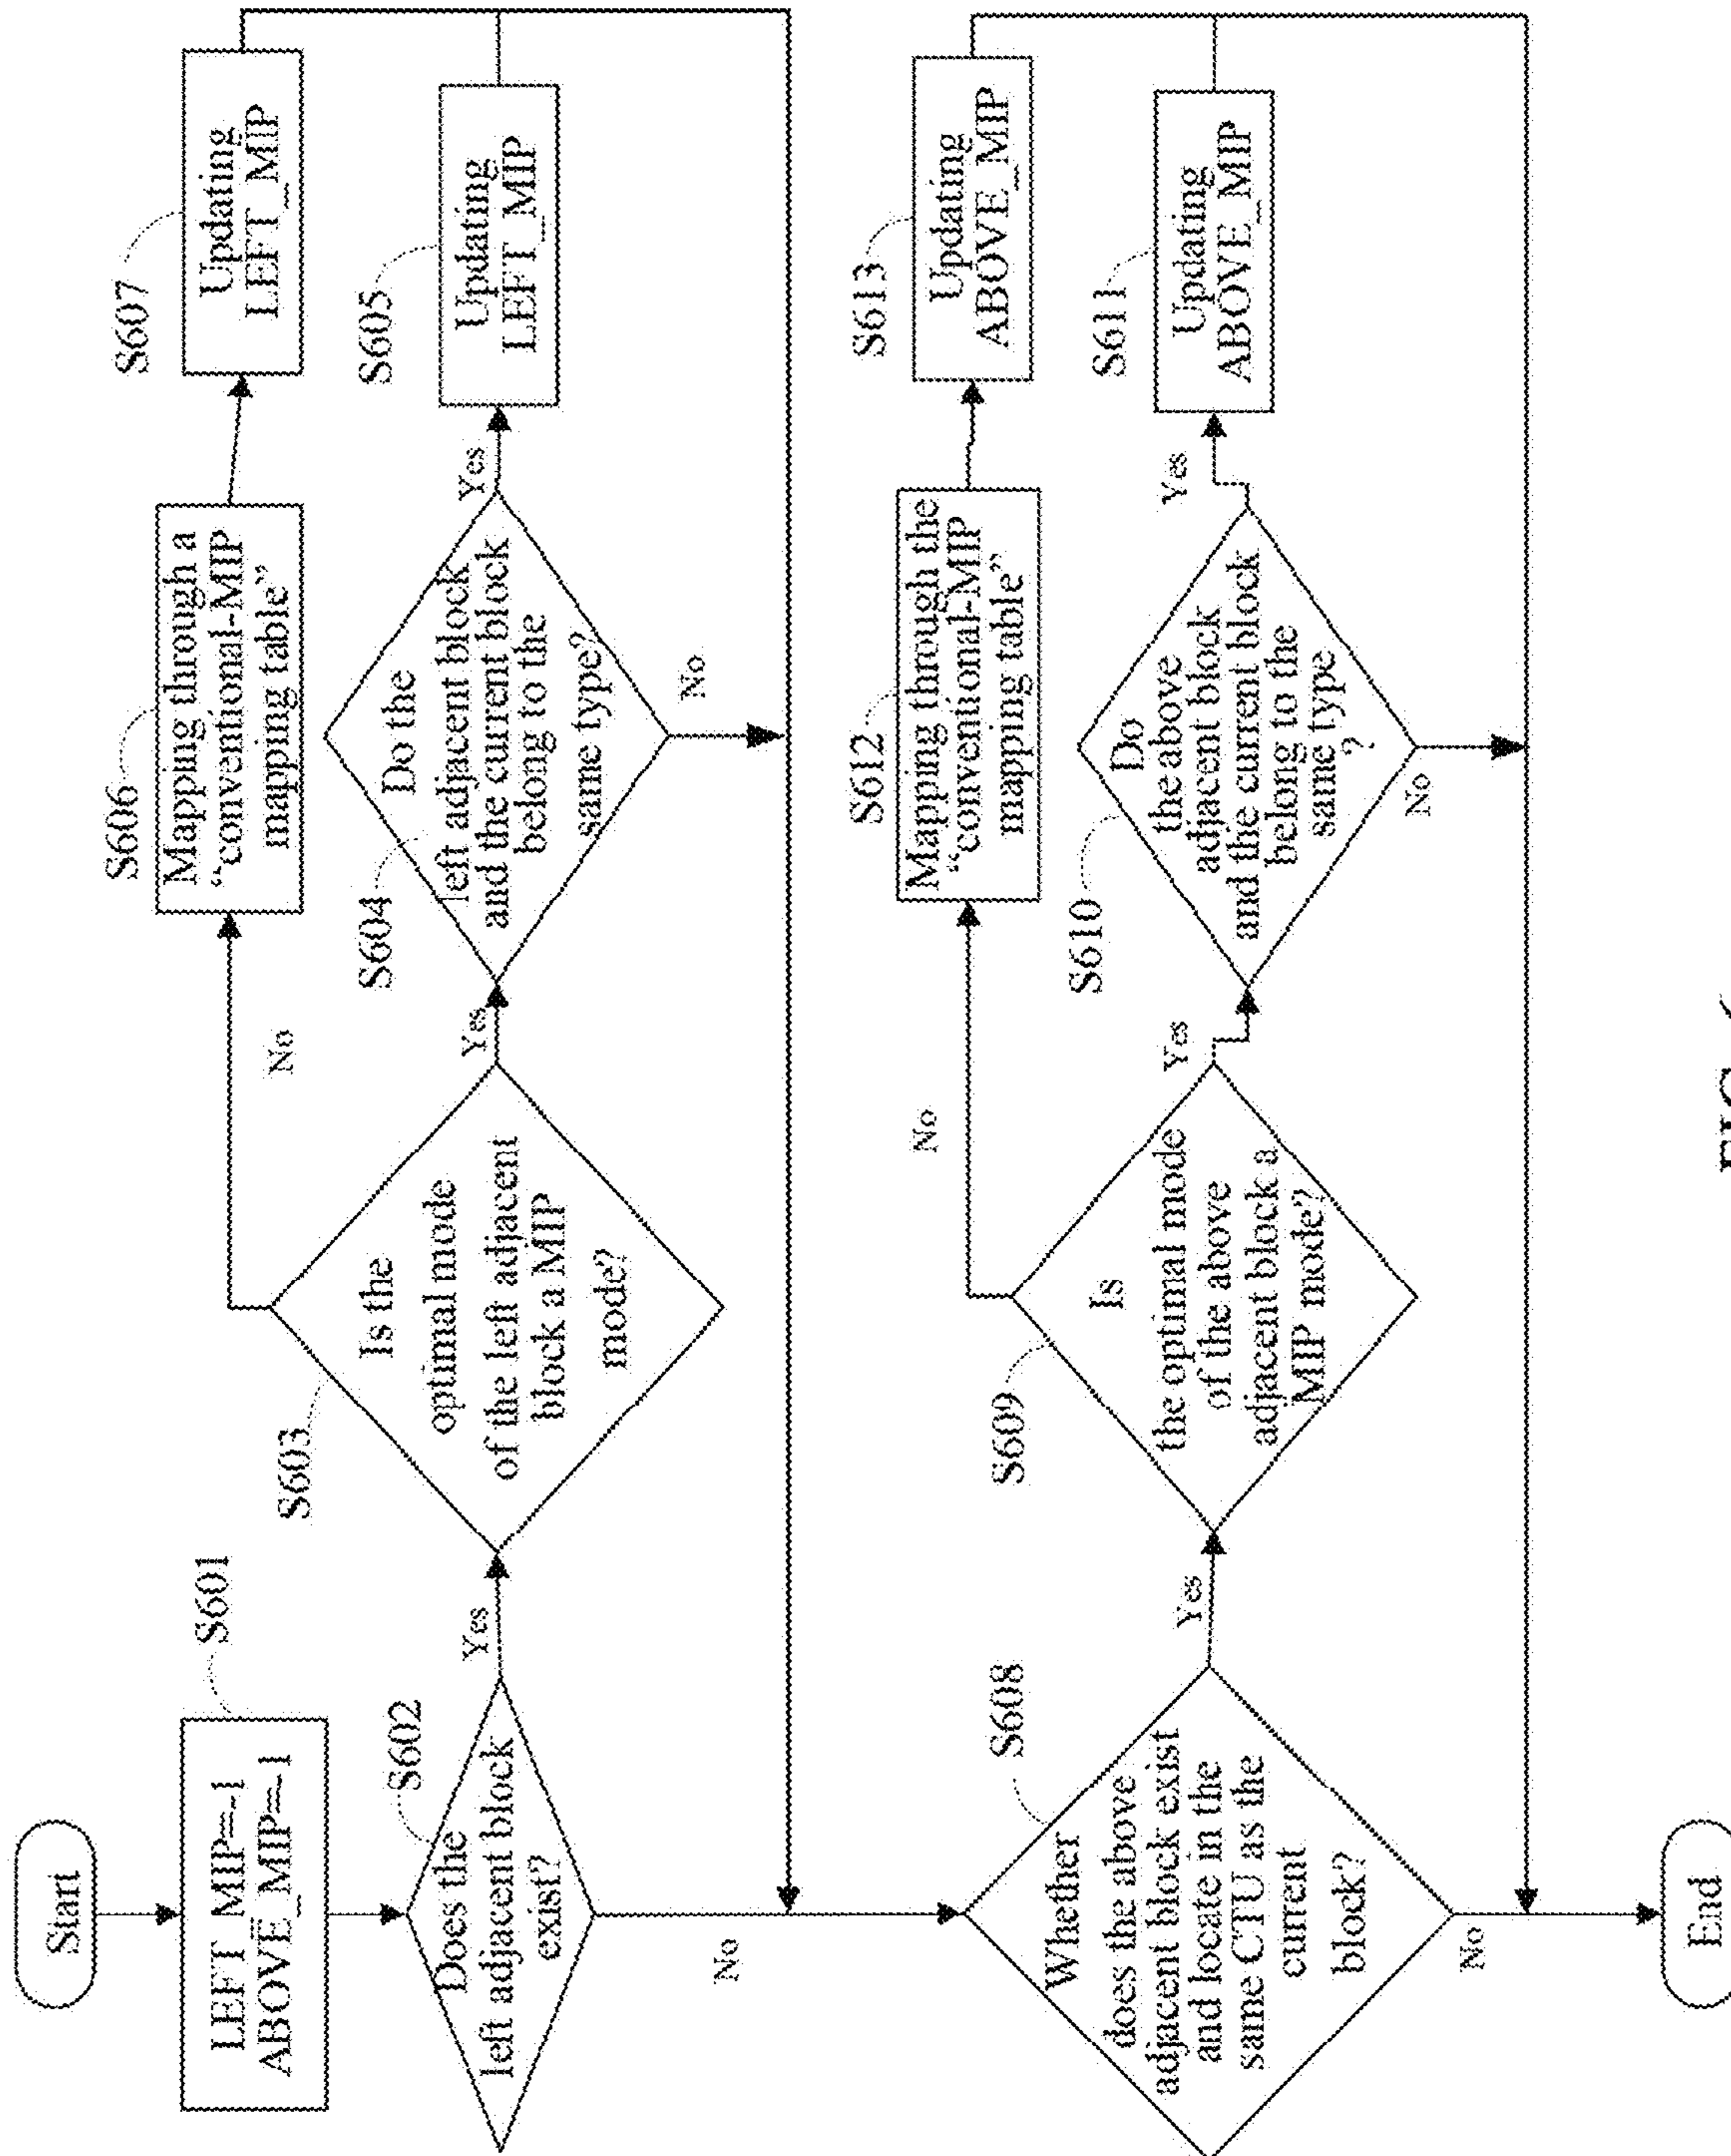 Start
S601
LEFT_MIP=-1
ABOVE_MIP=-1
S602
Does the
left adjacent block
exist?
Yes
No
S603
Is the
optimal mode
of the left adjacent
block a MIP
mode?
Yes
No
S604
Do the
left adjacent block
and the current block
belong to the
same type?
Yes
No
S605
Updating
LEFT_MIP
S606
Mapping through a
“conventional-MIP
mapping table”
S607
Updating
LEFT_MIP
S608
Whether
does the above
adjacent block exist
and locate in the
same CTU as the
current
block?
Yes
No
S609
Is
the optimal mode
of the above
adjacent block a
MIP mode?
Yes
No
S610
Do
the above
adjacent block
and the current block
belong to the
same type
?
Yes
No
S611
Updating
ABOVE_MIP
S612
Mapping through the
“conventional-MIP
mapping table”
S613
Updating
ABOVE_MIP
End
FIG.